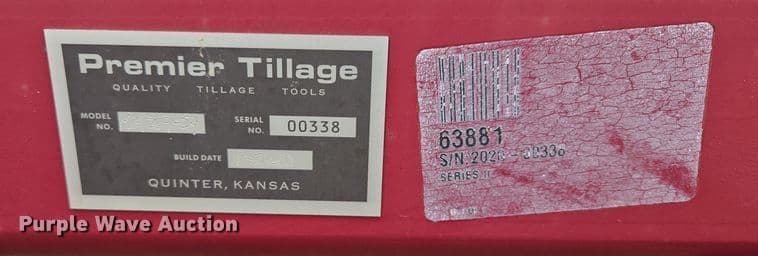 Premier Tillage
QUALITY TILLAGE TOOLS
MODEL NO.
SERIAL NO. 00338
BUILD DATE
QUINTER, KANSAS
63881
S/N:
SERIES II
Purple Wave Auction